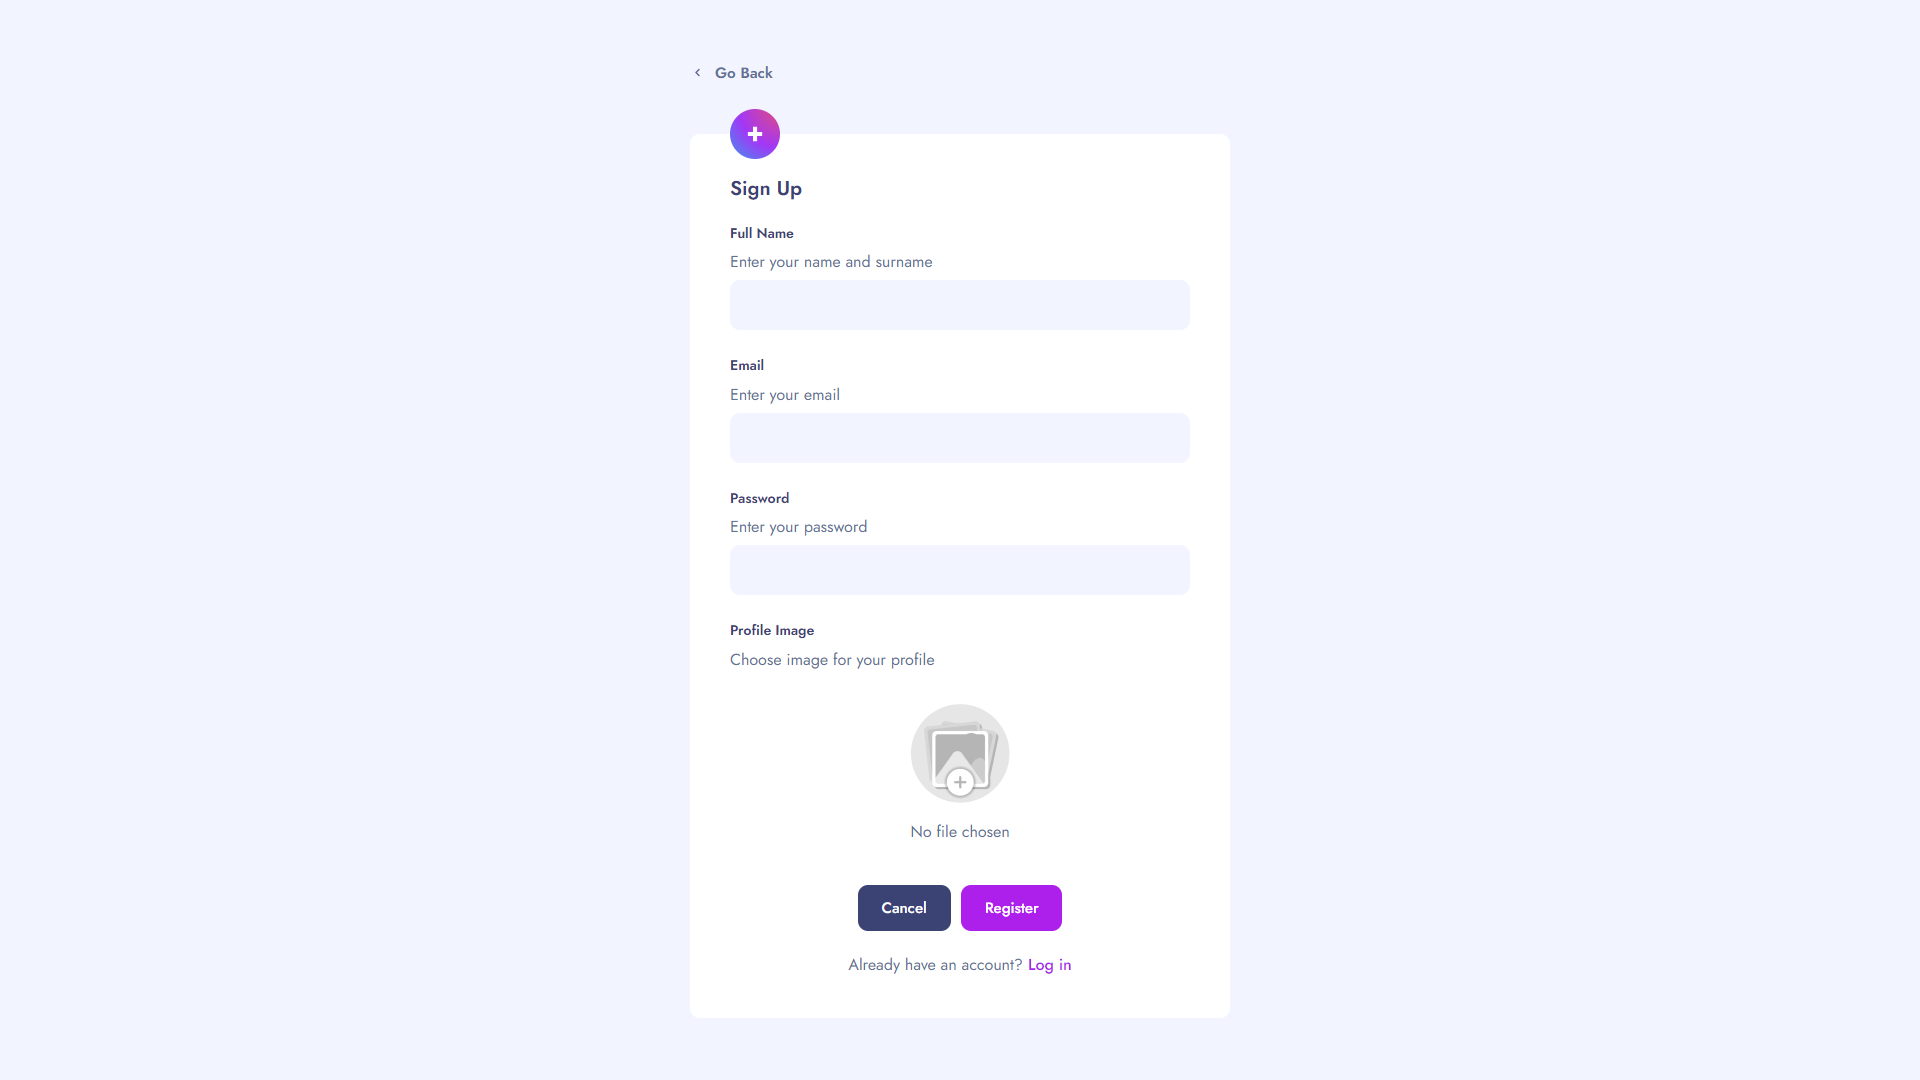 Go Back
Sign Up
Full Name
Enter your name and surname
Email
Enter your email
Password
Enter your password
Profile Image
Choose image for your profile
No file chosen
Cancel Register
Already have an account? Log in